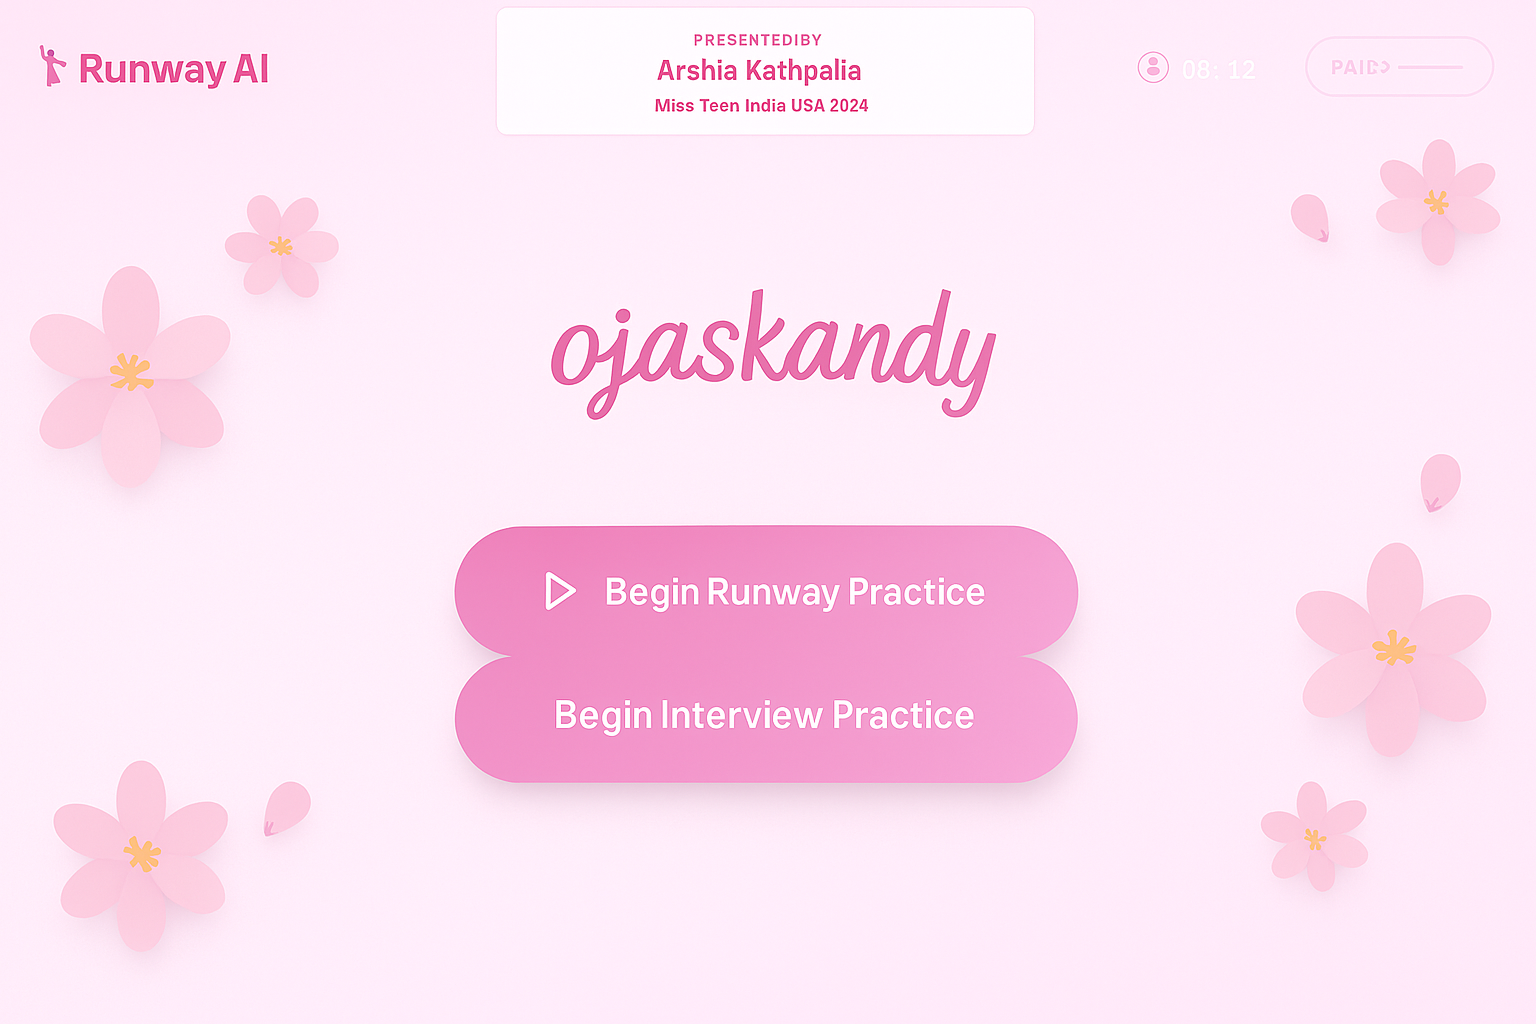 Runway AI
PRESENTEDIBY
Arshia Kathpalia
Miss Teen India USA 2024
08: 12
ojaskandy
Begin Runway Practice
Begin Interview Practice